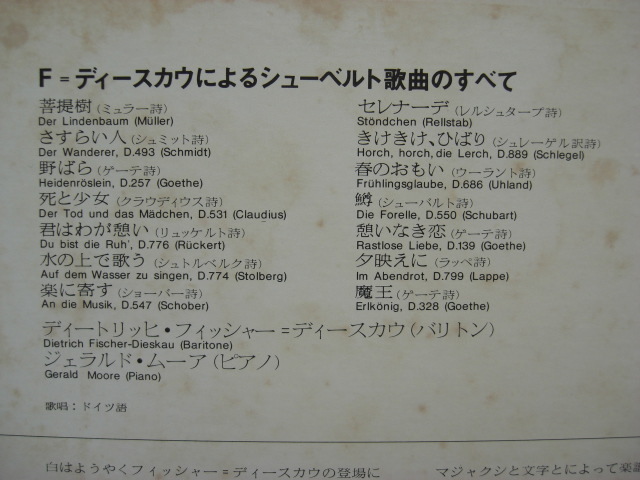 F=ディースカウによるシューベルト歌曲のすべて
菩提樹(ミュラー詩)
Der Lindenbaum (Müller)
さすらい人(シュミット詩)
Der Wanderer, D.493 (Schmidt)
野ばら(ゲーテ詩)
Heidenröslein, D.257 (Goethe)
死と少女(クラウディウス詩)
Der Tod und das Mädchen, D.531 (Claudius)
君はわが憩い(リュッケルト詩)
Du bist die Ruh', D.776 (Rückert)
水の上で歌う(シュトルベルク詩)
Auf dem Wasser zu singen, D.774 (Stolberg)
楽に寄す(ショーバー詩)
An die Musik, D.547 (Schober)
セレナーデ(レルシュタープ詩)
Stöndchen (Rellstab)
きけきけ、ひばり(シュレーゲル訳詩)
Horch, horch, die Lerch, D.889 (Schlegel)
春のおもい(ウーラント詩)
Frühlingsglaube, D.686 (Uhland)
鱒(シューバルト詩)
Die Forelle, D.550 (Schubart)
憩いなき恋(ゲーテ詩)
Rastlose Liebe, D.139 (Goethe)
夕映えに(ラッペ詩)
Im Abendrot, D.799 (Lappe)
魔王(ゲーテ詩)
Erlkönig, D.328 (Goethe)
ディートリッヒ・フィッシャー=ディースカウ(バリトン)
Dietrich Fischer-Dieskau (Baritone)
ジェラルド・ムーア(ピアノ)
Gerald Moore (Piano)
歌唱:ドイツ語
白はようやくフィッシャー=ディースカウの登場に
マジャクシと文字とによって楽譜